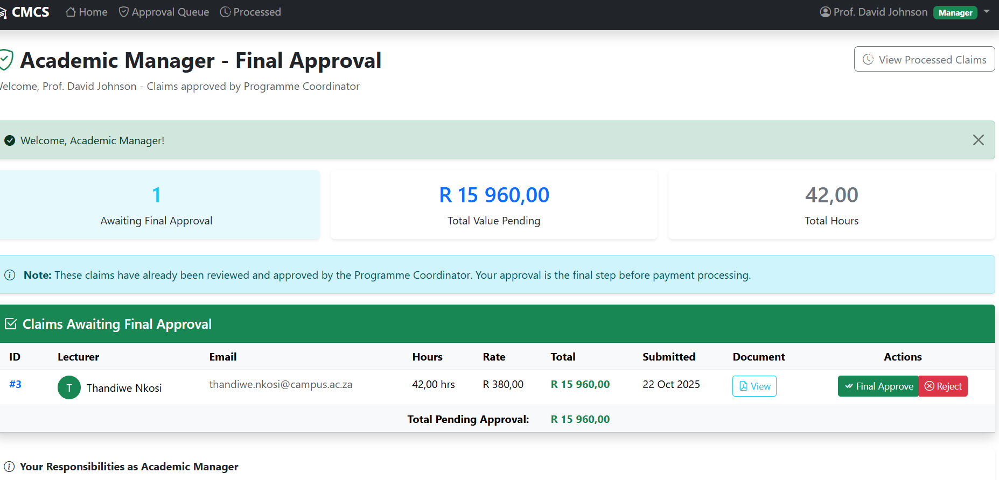 CMCS Home Approval Queue Processed Prof. David Johnson Manager
Academic Manager - Final Approval
View Processed Claims
elcome, Prof. David Johnson - Claims approved by Programme Coordinator
Welcome, Academic Manager!
1
Awaiting Final Approval
R 15 960,00
Total Value Pending
42,00
Total Hours
Note: These claims have already been reviewed and approved by the Programme Coordinator. Your approval is the final step before payment processing.
Claims Awaiting Final Approval
ID Lecturer Email Hours Rate Total Submitted Document Actions
#3 T Thandiwe Nkosi thandiwe.nkosi@campus.ac.za 42,00 hrs R 380,00 R 15 960,00 22 Oct 2025 View Final Approve Reject
Total Pending Approval: R 15 960,00
Your Responsibilities as Academic Manager